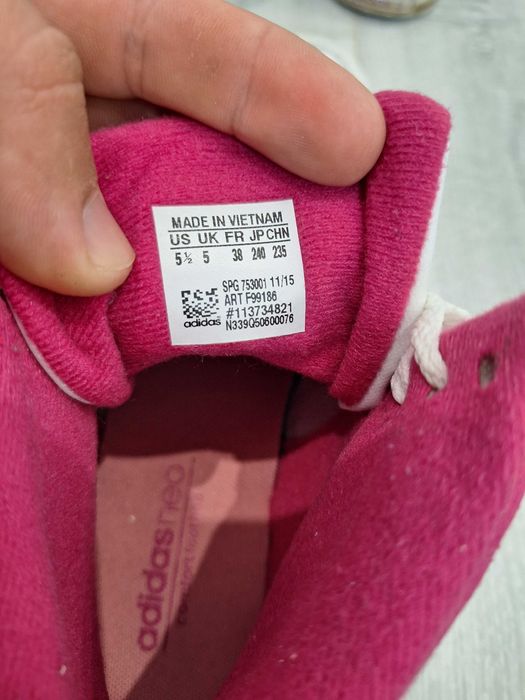 MADE IN VIETNAM
US UK FR JP CHN
5½ 5 38 240 235
SPG 753001 11/15
ART F99186
#113734821
adidas N339Q50600076
adidas neo